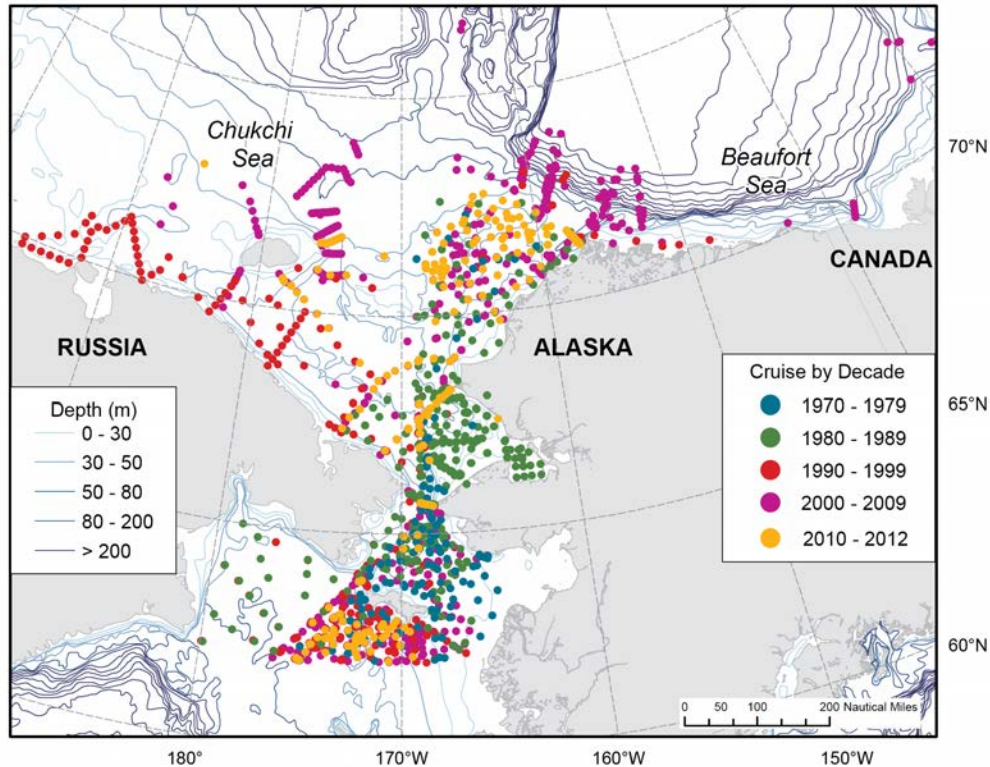 Chukchi
Sea
Beaufort
Sea
70°N
CANADA
RUSSIA
ALASKA
Cruise by Decade
1970 - 1979
1980 - 1989
1990 - 1999
2000 - 2009
2010 - 2012
65°N
Depth (m)
0 - 30
30 - 50
50 - 80
80 - 200
> 200
60°N
0 50 100 200 Nautical Miles
180° 170°W 160°W 150°W